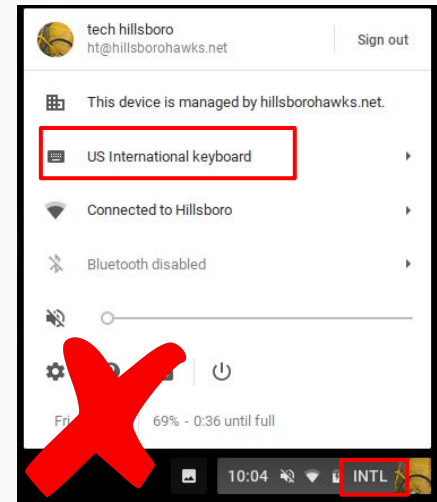 tech hillsboro
ht@hillsborohawks.net
Sign out
This device is managed by hillsborohawks.net.
US International keyboard
Connected to Hillsboro
Bluetooth disabled
Fri
69% - 0:36 until full
10:04 INTL